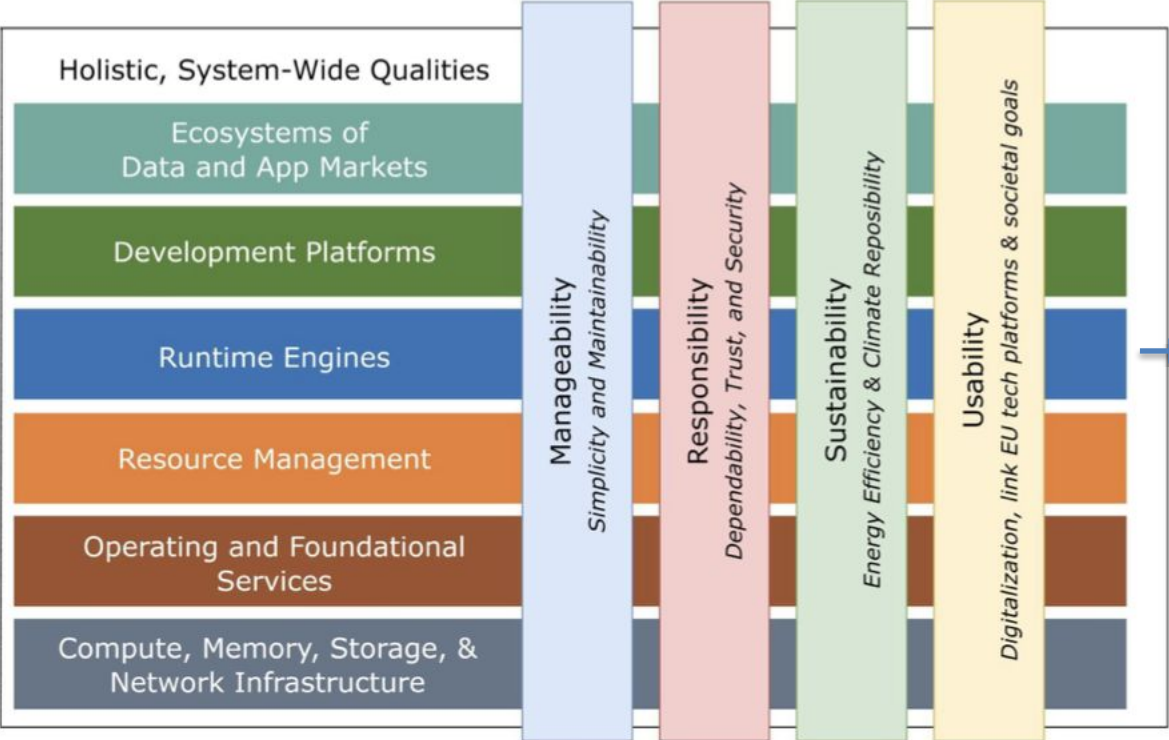 Holistic, System-Wide Qualities
Ecosystems of
Data and App Markets
Development Platforms
Runtime Engines
Resource Management
Operating and Foundational
Services
Compute, Memory, Storage, &
Network Infrastructure
Manageability
Simplicity and Maintainability
Responsibility
Dependability, Trust, and Security
Sustainability
Energy Efficiency & Climate Reposibility
Usability
Digitalization, link EU tech platforms & societal goals